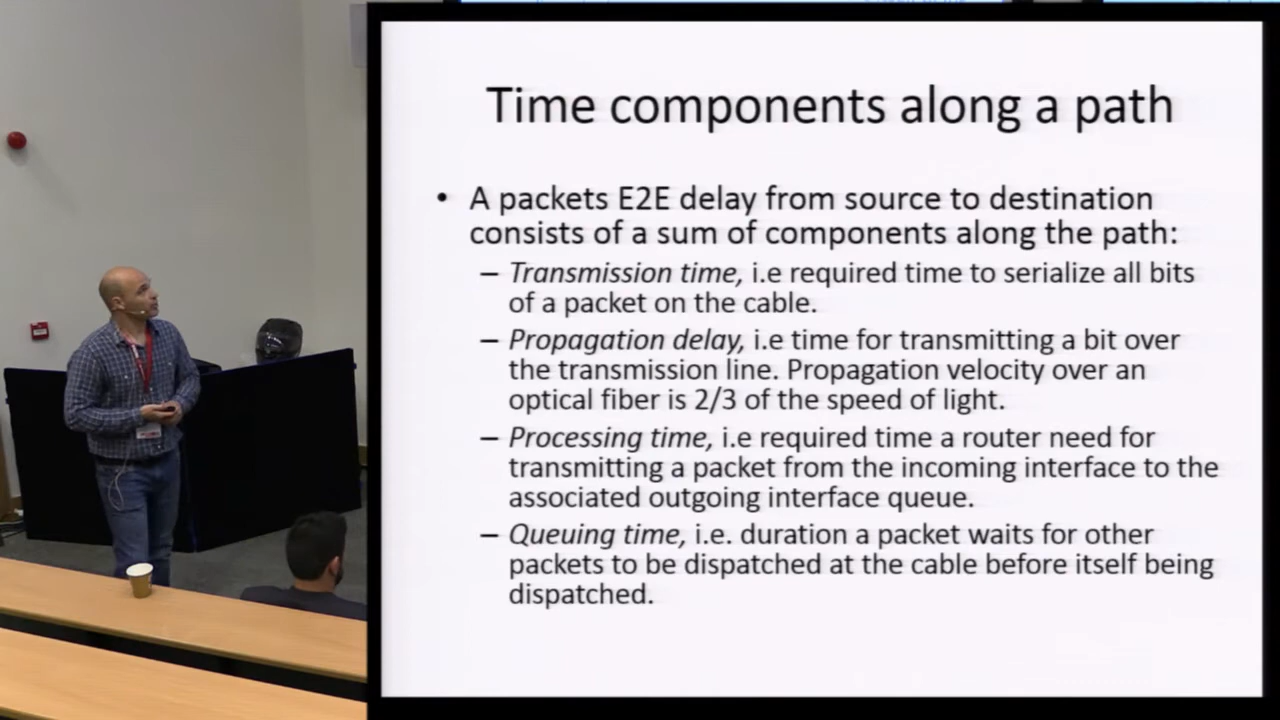 Time components along a path
• A packets E2E delay from source to destination
consists of a sum of components along the path:
– Transmission time, i.e required time to serialize all bits
of a packet on the cable.
– Propagation delay, i.e time for transmitting a bit over
the transmission line. Propagation velocity over an
optical fiber is 2/3 of the speed of light.
– Processing time, i.e required time a router need for
transmitting a packet from the incoming interface to the
associated outgoing interface queue.
– Queuing time, i.e. duration a packet waits for other
packets to be dispatched at the cable before itself being
dispatched.